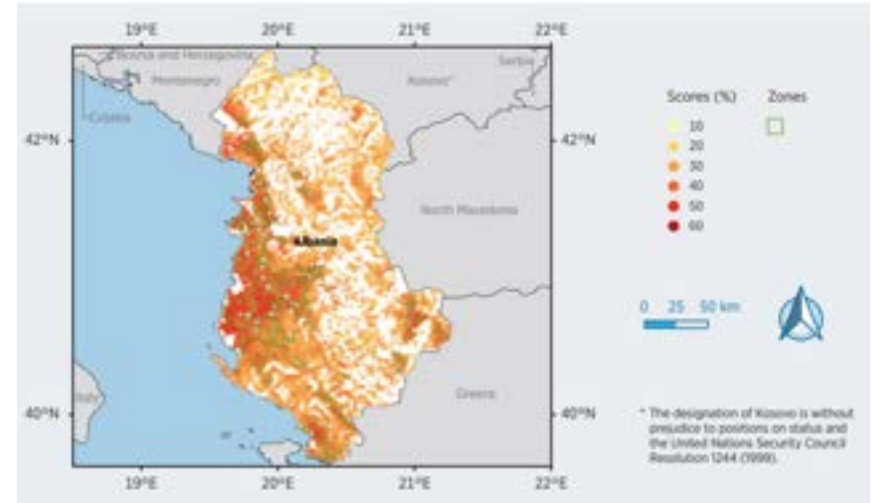 19°E 20°E 21°E 22°E
Bosnia and Herzegovina
Serbia
Montenegro
Kosovo*
Croatia
42°N
42°N
North Macedonia
Albania
Greece
Italy
40°N
40°N
19°E 20°E 21°E 22°E
Scores (%) Zones
10
20
30
40
50
60
0 25 50 km
* The designation of Kosovo is without
prejudice to positions on status and
the United Nations Security Council
Resolution 1244 (1999).